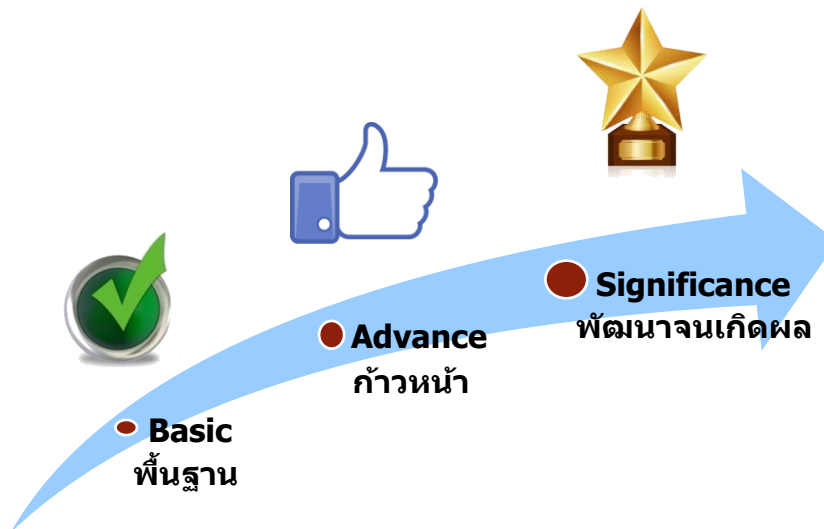 Significance
พัฒนาจนเกิดผล
Advance
ก้าวหน้า
Basic
พื้นฐาน